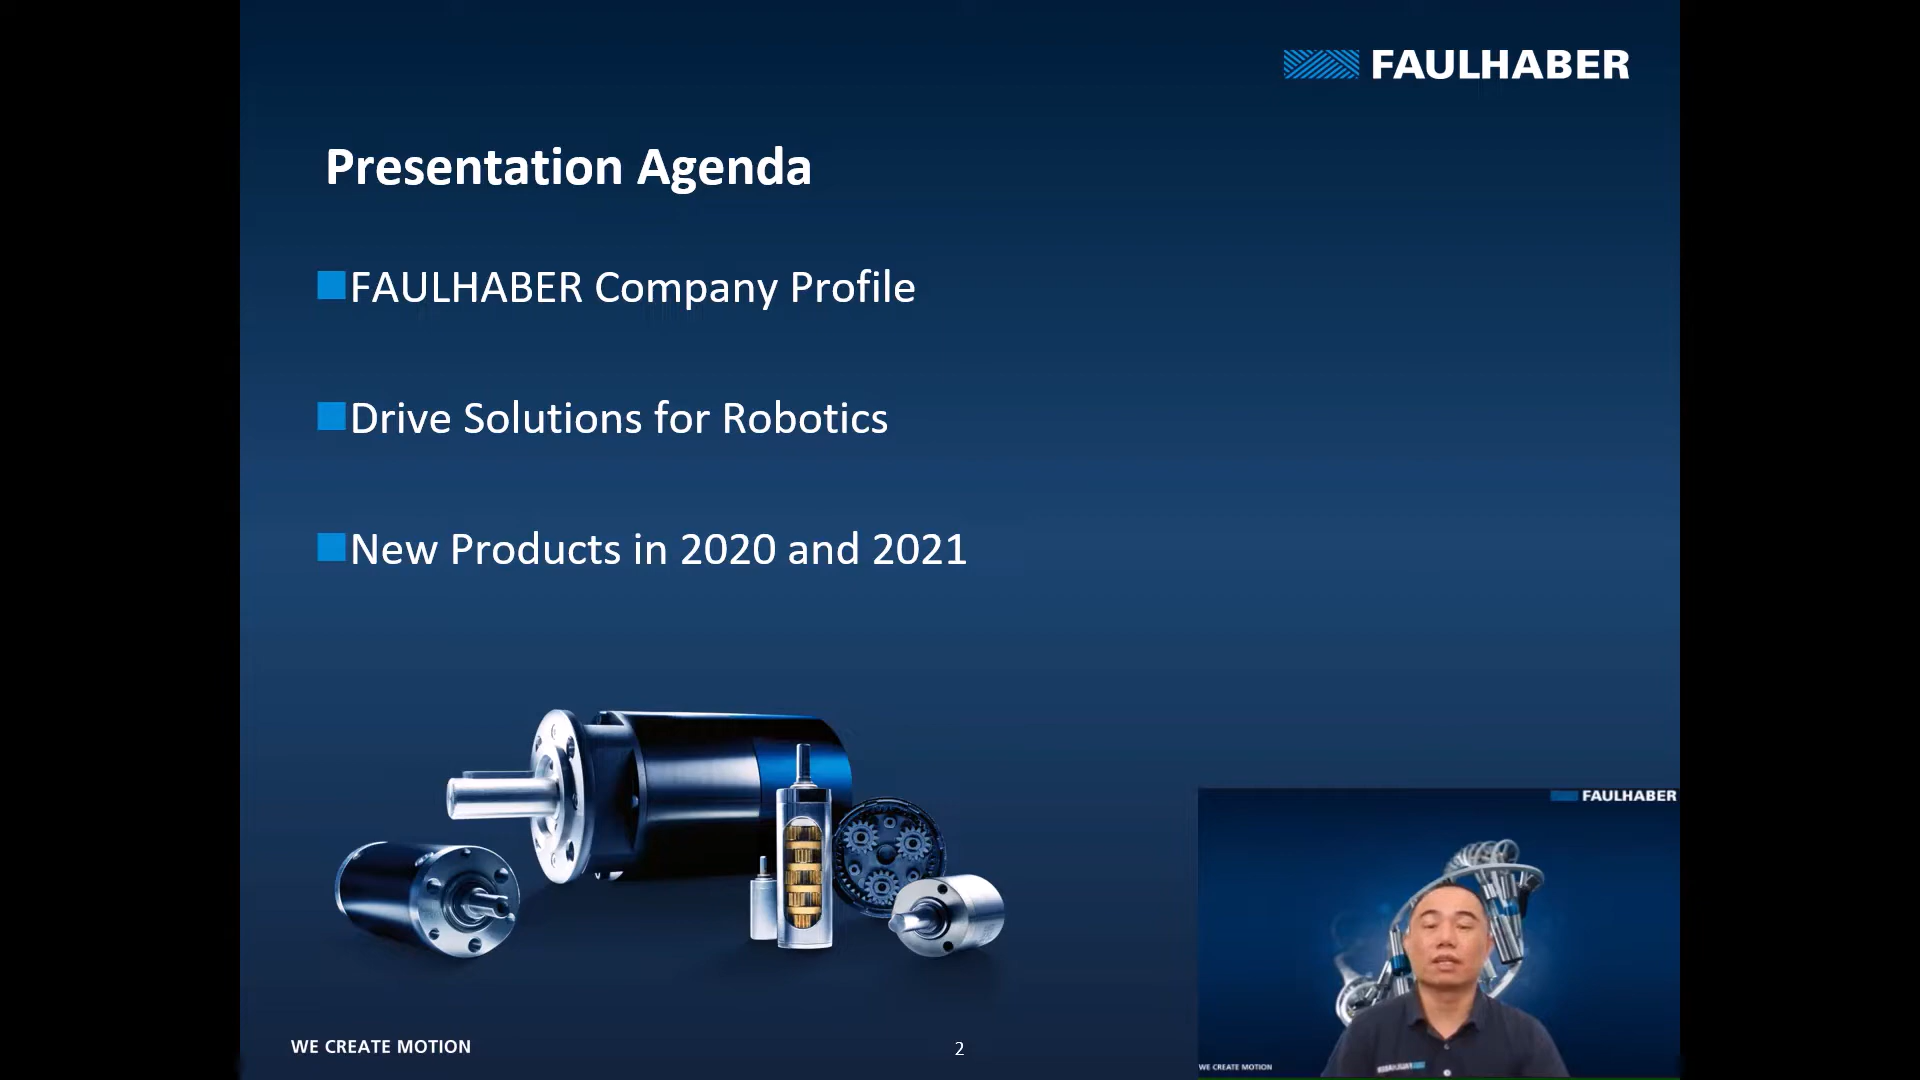 FAULHABER
Presentation Agenda
FAULHABER Company Profile
Drive Solutions for Robotics
New Products in 2020 and 2021
FAULHABER
WE CREATE MOTION
2
WE CREATE MOTION